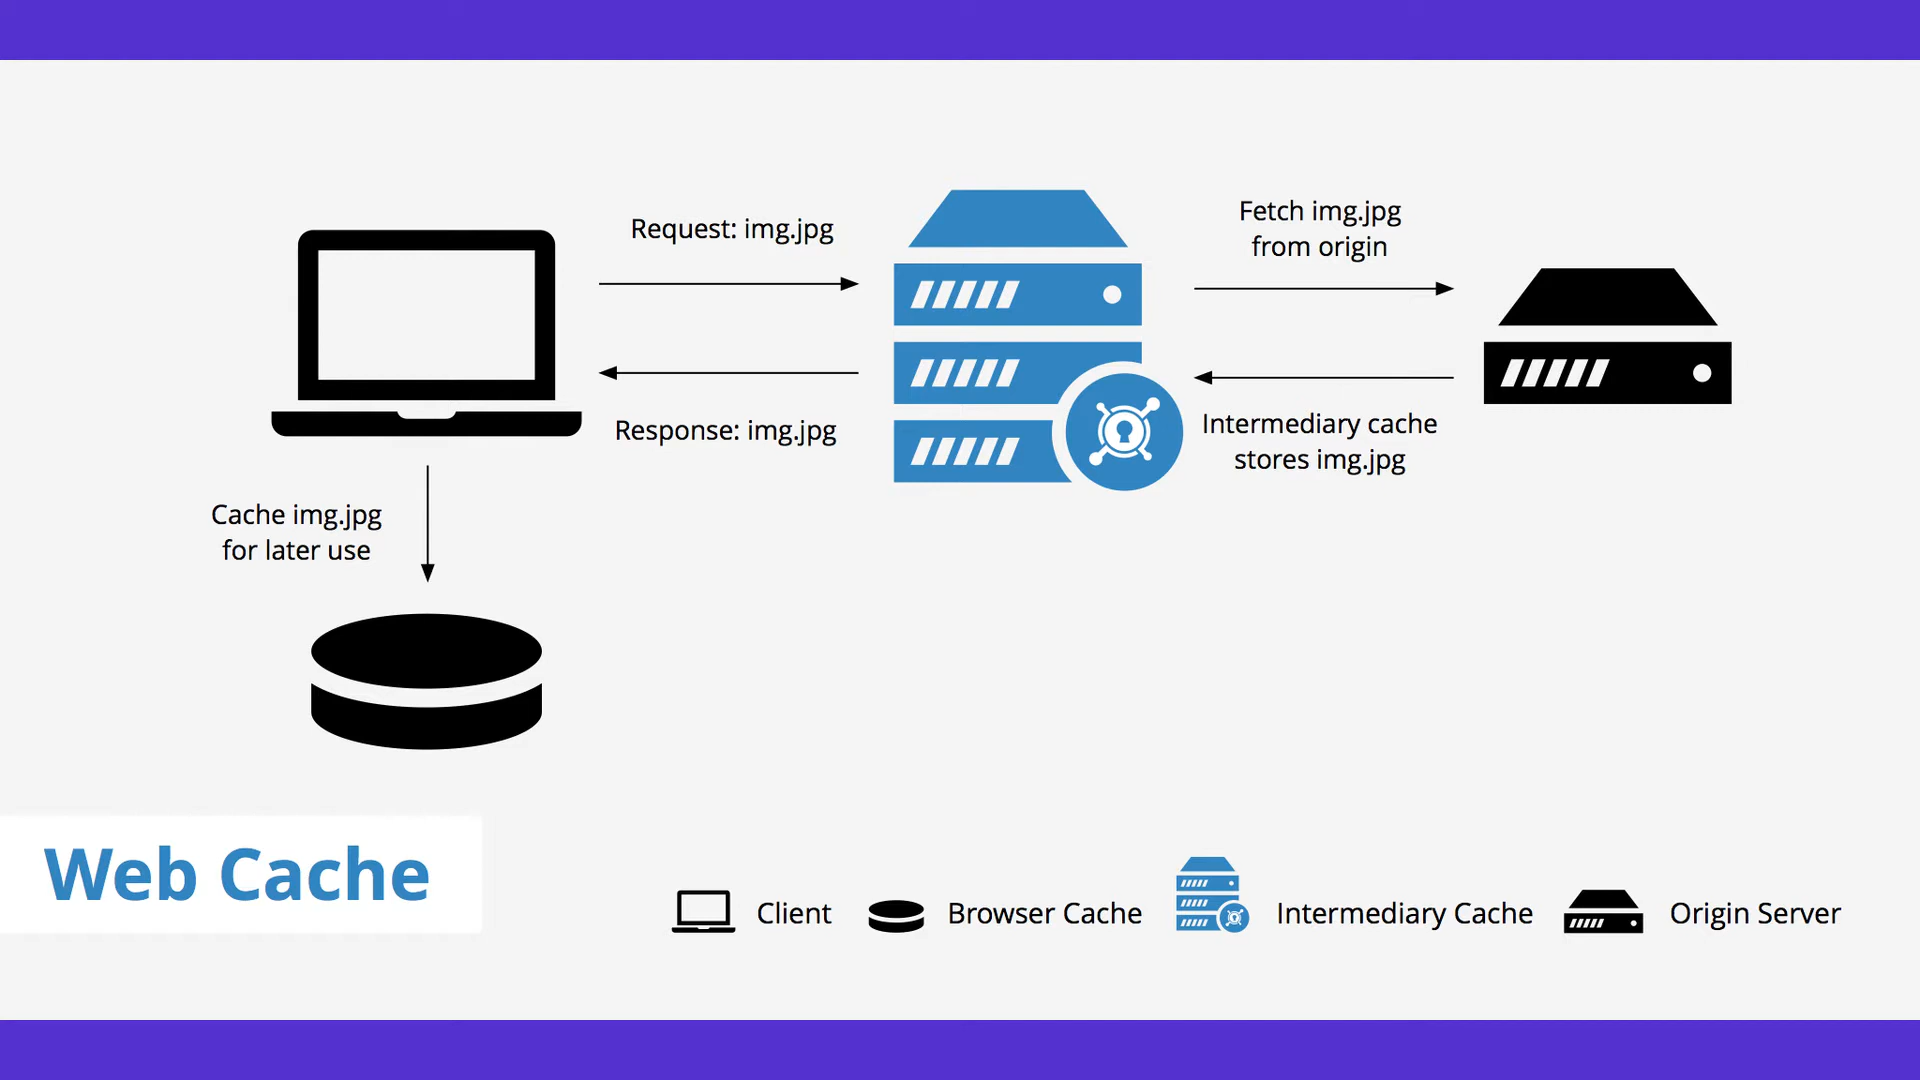 Request: img.jpg
Fetch img.jpg
from origin
Response: img.jpg
Intermediary cache
stores img.jpg
Cache img.jpg
for later use
Web Cache
Client
Browser Cache
Intermediary Cache
Origin Server